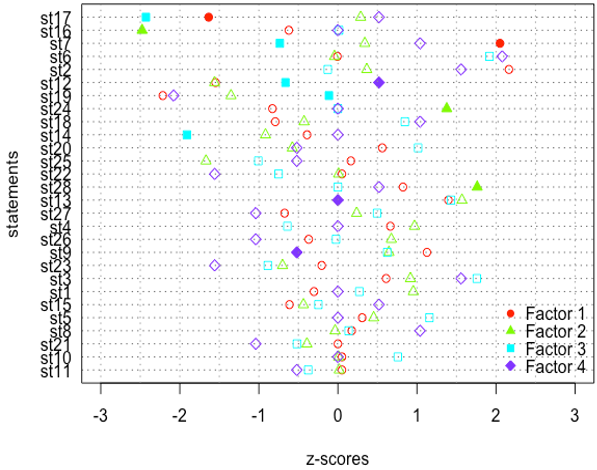 statements
st17
st16
st7
st6
st2
st12
st19
st24
st18
st14
st20
st25
st22
st28
st13
st27
st4
st26
st9
st23
st3
st1
st15
st5
st8
st21
st10
st11
Factor 1
Factor 2
Factor 3
Factor 4
-3 -2 -1 0 1 2 3
z-scores